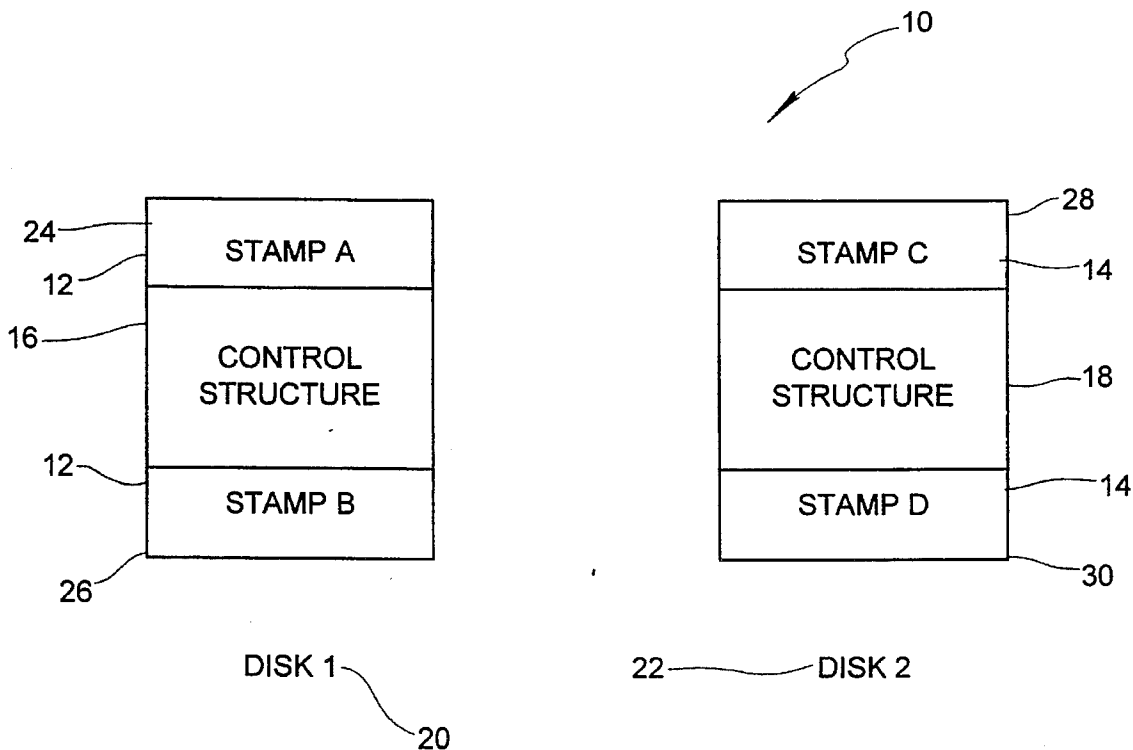 10
24
STAMP A
12
16
CONTROL
STRUCTURE
12
STAMP B
26
28
STAMP C
14
CONTROL
STRUCTURE
18
14
STAMP D
30
DISK 1
20
22
DISK 2